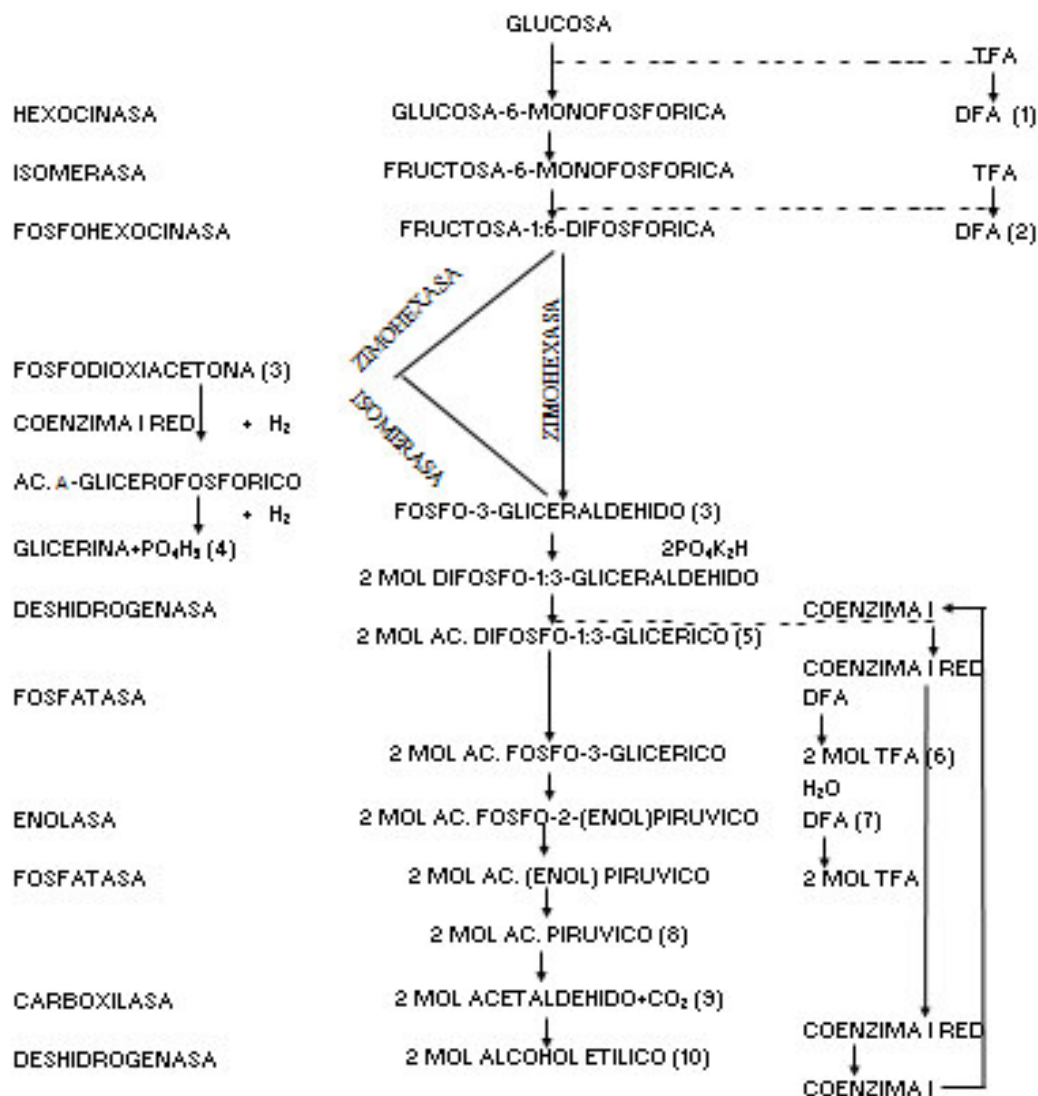 GLUCOSA
TFA
HEXOCINASA GLUCOSA-6-MONOFOSFORICA DFA (1)
ISOMERASA FRUCTOSA-6-MONOFOSFORICA TFA
FOSFOHEXOCINASA FRUCTOSA-1:6-DIFOSFORICA DFA (2)
ZIMOHEXASA
ZIMOHEXASA
FOSFODIOXIACETONA (3)
ISOMERASA
COENZIMA I RED + H₂
AC. A-GLICEROFOSFORICO
+ H₂
FOSFO-3-GLICERALDEHIDO (3)
GLICERINA+PO₄H₃ (4) 2PO₄K₂H
2 MOL DIFOSFO-1:3-GLICERALDEHIDO
DESHIDROGENASA COENZIMA I
2 MOL AC. DIFOSFO-1:3-GLICERICO (5)
COENZIMA I RED
FOSFATASA DFA
2 MOL AC. FOSFO-3-GLICERICO 2 MOL TFA (6)
H₂O
ENOLASA 2 MOL AC. FOSFO-2-(ENOL)PIRUVICO DFA (7)
FOSFATASA 2 MOL AC. (ENOL) PIRUVICO 2 MOL TFA
2 MOL AC. PIRUVICO (8)
CARBOXILASA 2 MOL ACETALDEHIDO+CO₂ (9)
COENZIMA I RED
DESHIDROGENASA 2 MOL ALCOHOL ETILICO (10)
COENZIMA I